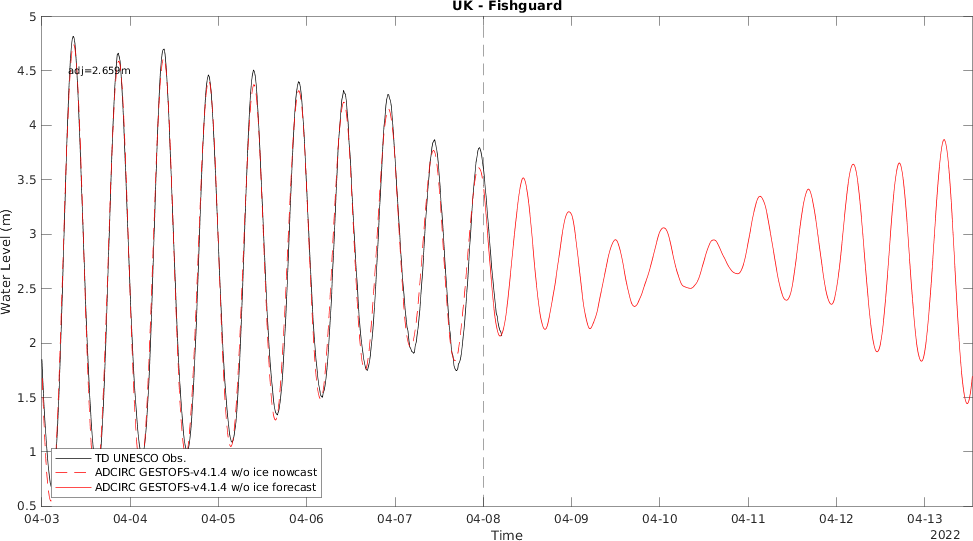 UK - Fishguard
5
4.5
4
3.5
3
2.5
2
1.5
1
0.5
adj=2.659m
Water Level (m)
TD UNESCO Obs.
ADCIRC GESTOFS-v4.1.4 w/o ice nowcast
ADCIRC GESTOFS-v4.1.4 w/o ice forecast
04-03 04-04 04-05 04-06 04-07 04-08 04-09 04-10 04-11 04-12 04-13
Time
2022